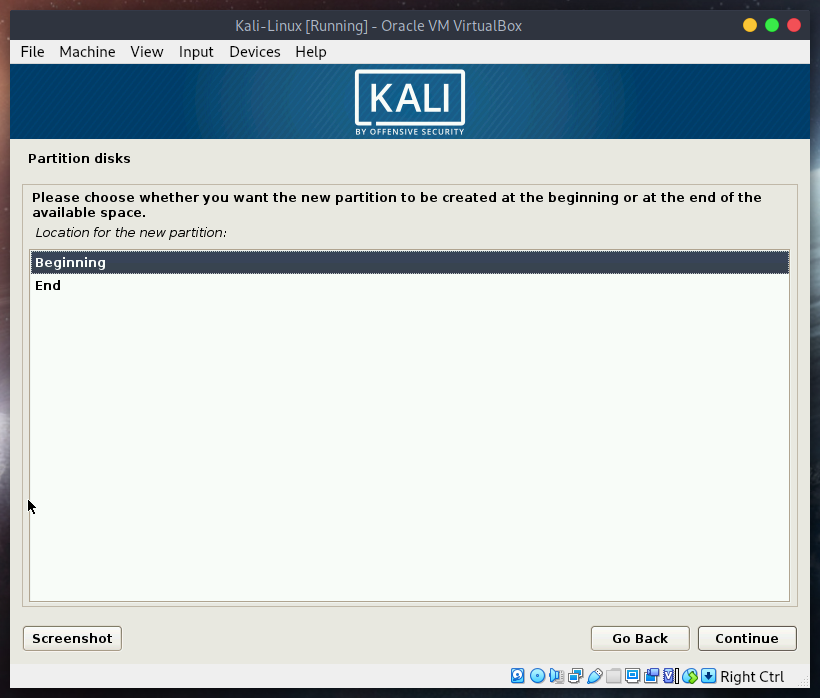 Kali-Linux [Running] - Oracle VM VirtualBox
File Machine View Input Devices Help
KALI
BY OFFENSIVE SECURITY
Partition disks
Please choose whether you want the new partition to be created at the beginning or at the end of the
available space.
Location for the new partition:
Beginning
End
Screenshot Go Back Continue
Right Ctrl